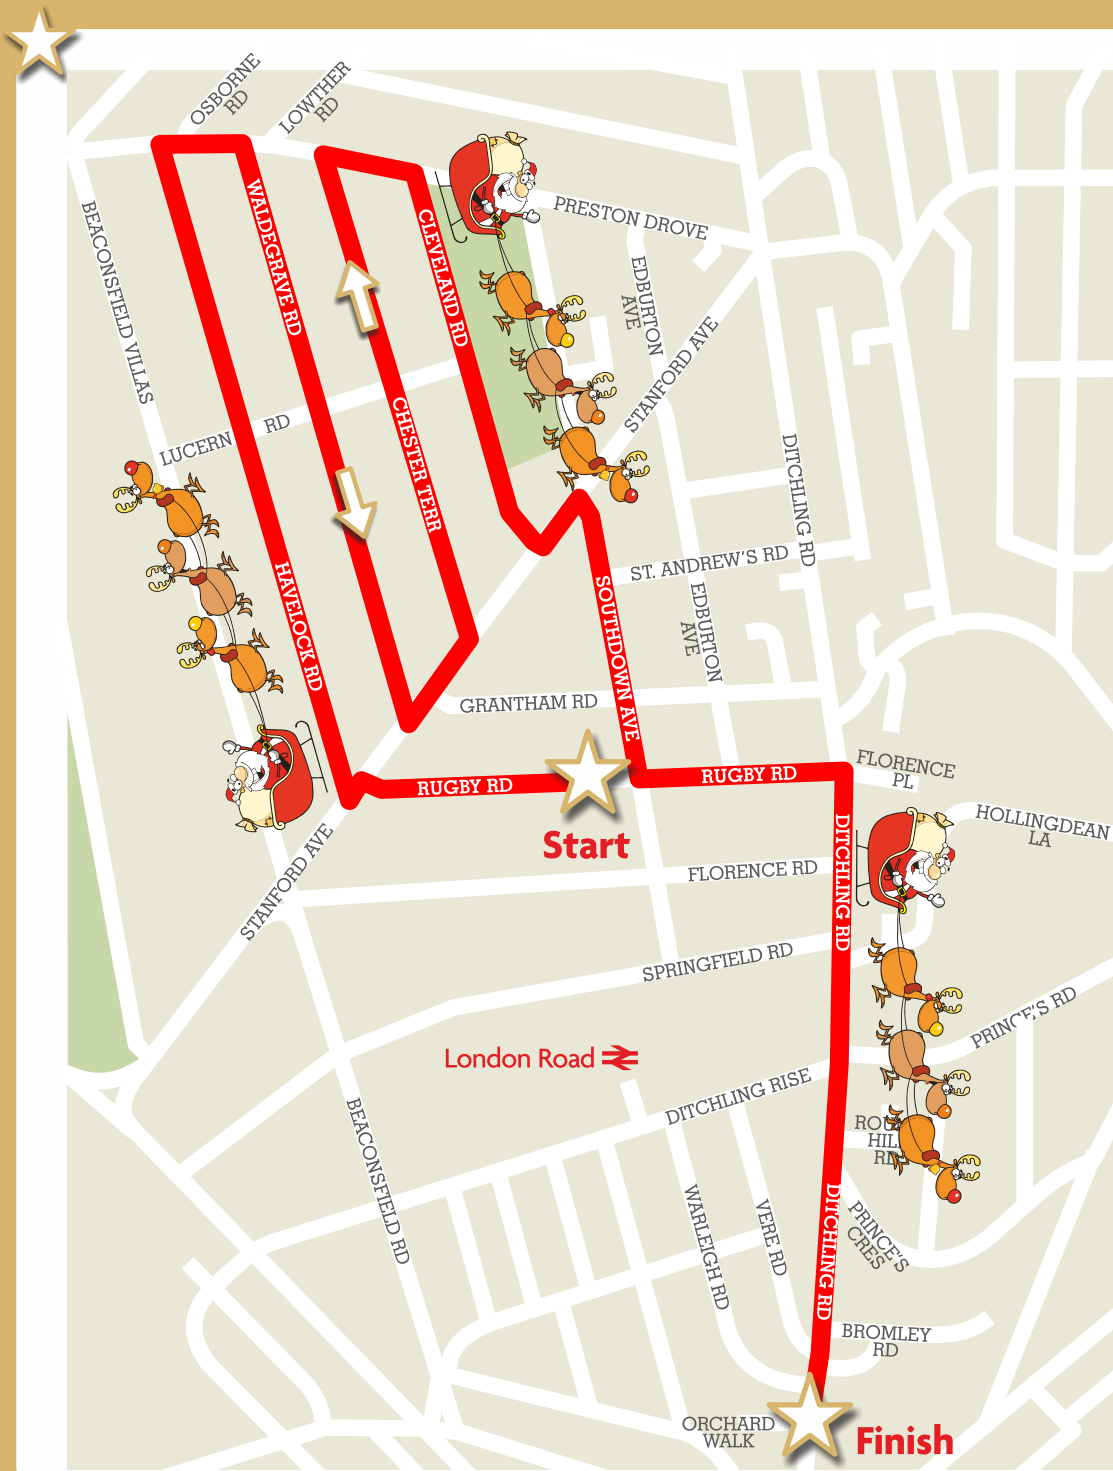 OSBORNE
RD
LOWTHER
RD
PRESTON DROVE
BEACONSFIELD VILLAS
WALDEGRAVE RD
CLEVELAND RD
EDBURTON
AVE
STANFORD AVE
LUCERN RD
CHESTER TERR
DITCHLING RD
HAVELOCK RD
ST. ANDREW'S RD
SOUTHDOWN AVE
EDBURTON
AVE
GRANTHAM RD
RUGBY RD
RUGBY RD
FLORENCE
PL
Start
HOLLINGDEAN
LA
STANFORD AVE
FLORENCE RD
DITCHLING RD
SPRINGFIELD RD
PRINCE'S RD
London Road
DITCHLING RISE
BEACONSFIELD RD
ROU
HIL
RD
WARLEIGH RD
VERE RD
DITCHLING RD
PRINCE'S
CRES
BROMLEY
RD
ORCHARD
WALK
Finish